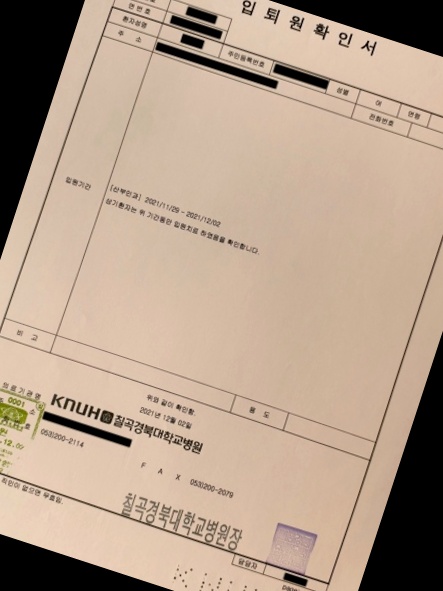 입퇴원확인서
연번호
환자성명
주민등록번호 성별 여 연령
주 소 전화번호
입원기간 [산부인과] 2021/11/29 - 2021/12/02
상기환자는 위 기간동안 입원치료 하였음을 확인합니다.
비 고 용 도
위와 같이 확인함.
2021년 12월 02일
의료기관명 KNUH 칠곡경북대학교병원
0001
053)200-2114 F A X 053)200-2079
칠곡경북대학교병원장
직인이 없으면 무효임.
담당자